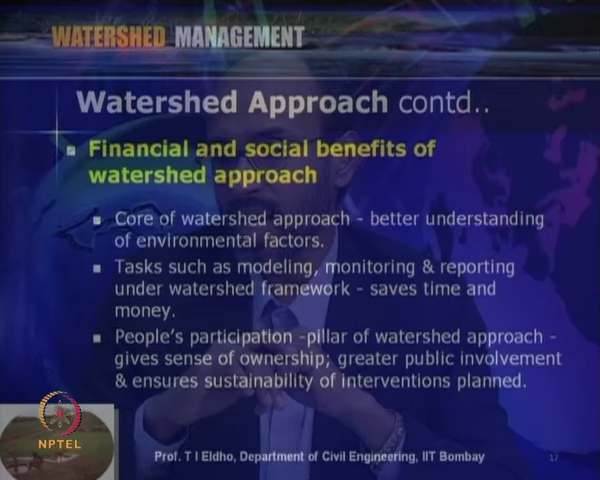 WATERSHED MANAGEMENT
Watershed Approach contd..
Financial and social benefits of
watershed approach
Core of watershed approach - better understanding
of environmental factors.
Tasks such as modeling, monitoring & reporting
under watershed framework - saves time and
money.
People's participation -pillar of watershed approach -
gives sense of ownership; greater public involvement
& ensures sustainability of interventions planned.
NPTEL
Prof. T I Eldho, Department of Civil Engineering, IIT Bombay
17